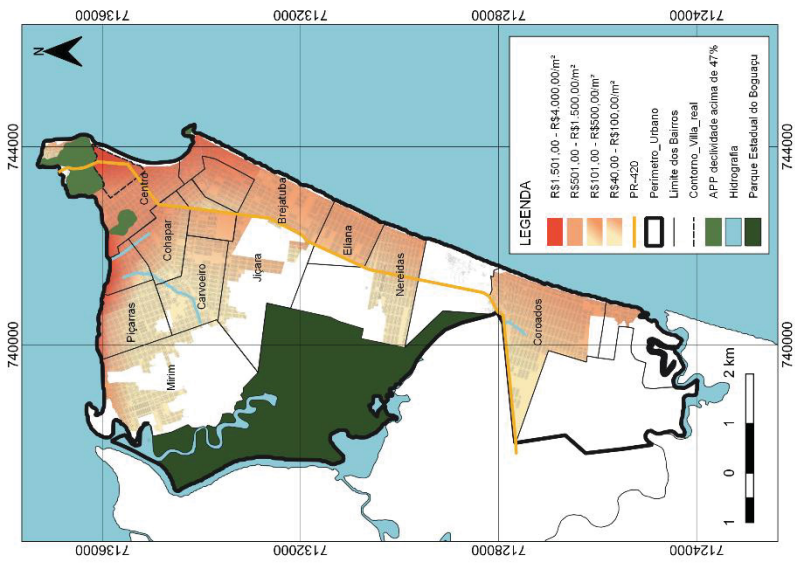 7136000
7132000
7128000
7124000
744000
740000
N
Centro
Cohapar
Brejatuba
Piçarras
Carvoeiro
Jiçara
Eliana
Mirim
Nereidas
Coroados
LEGENDA
R$1.501,00 - R$4.000,00/m²
R$501,00 - R$1.500,00/m²
R$101,00 - R$500,00/m²
R$40,00 - R$100,00/m²
PR-420
Perímetro_Urbano
Limite dos Bairros
Contorno_Villa_real
APP declividade acima de 47%
Hidrografia
Parque Estadual do Boguaçu
1 0 1 2 km
744000
740000
7136000
7132000
7128000
7124000